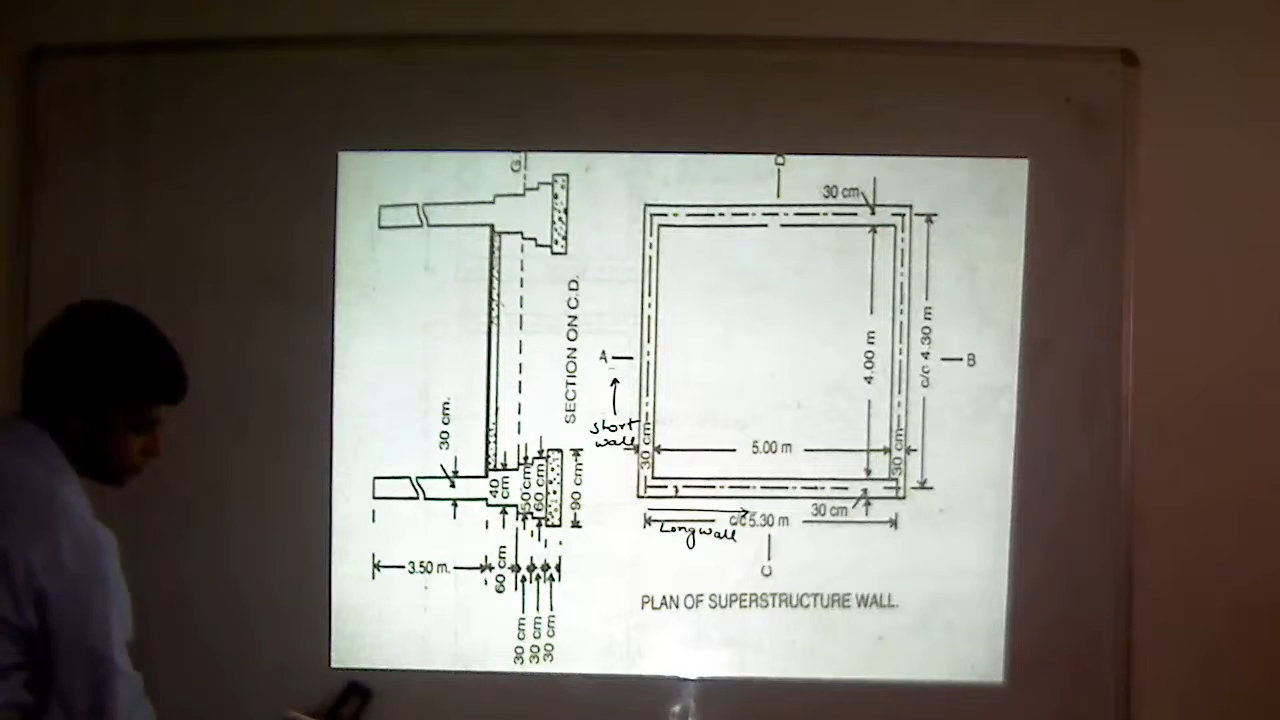 G.
30 cm.
SECTION ON C.D.
40
cm
50 cm
60 cm
90 cm
3.50 m.
60 cm
30 cm
30 cm
30 cm
D
30 cm
A
B
c/c 4.30 m
4.00 m
short
wall
30 cm
5.00 m
30 cm
30 cm
c/c 5.30 m
Longwall
C
PLAN OF SUPERSTRUCTURE WALL.